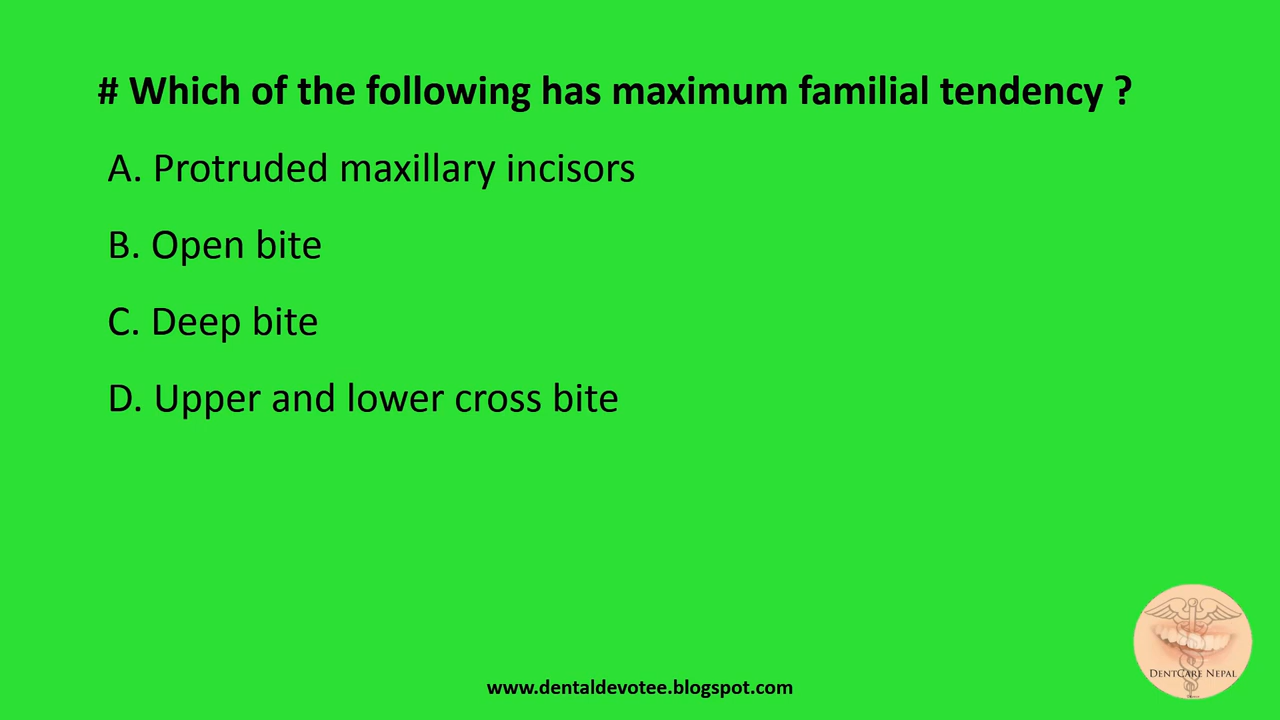 # Which of the following has maximum familial tendency ?
A. Protruded maxillary incisors
B. Open bite
C. Deep bite
D. Upper and lower cross bite
DentCare Nepal
www.dentaldevotee.blogspot.com